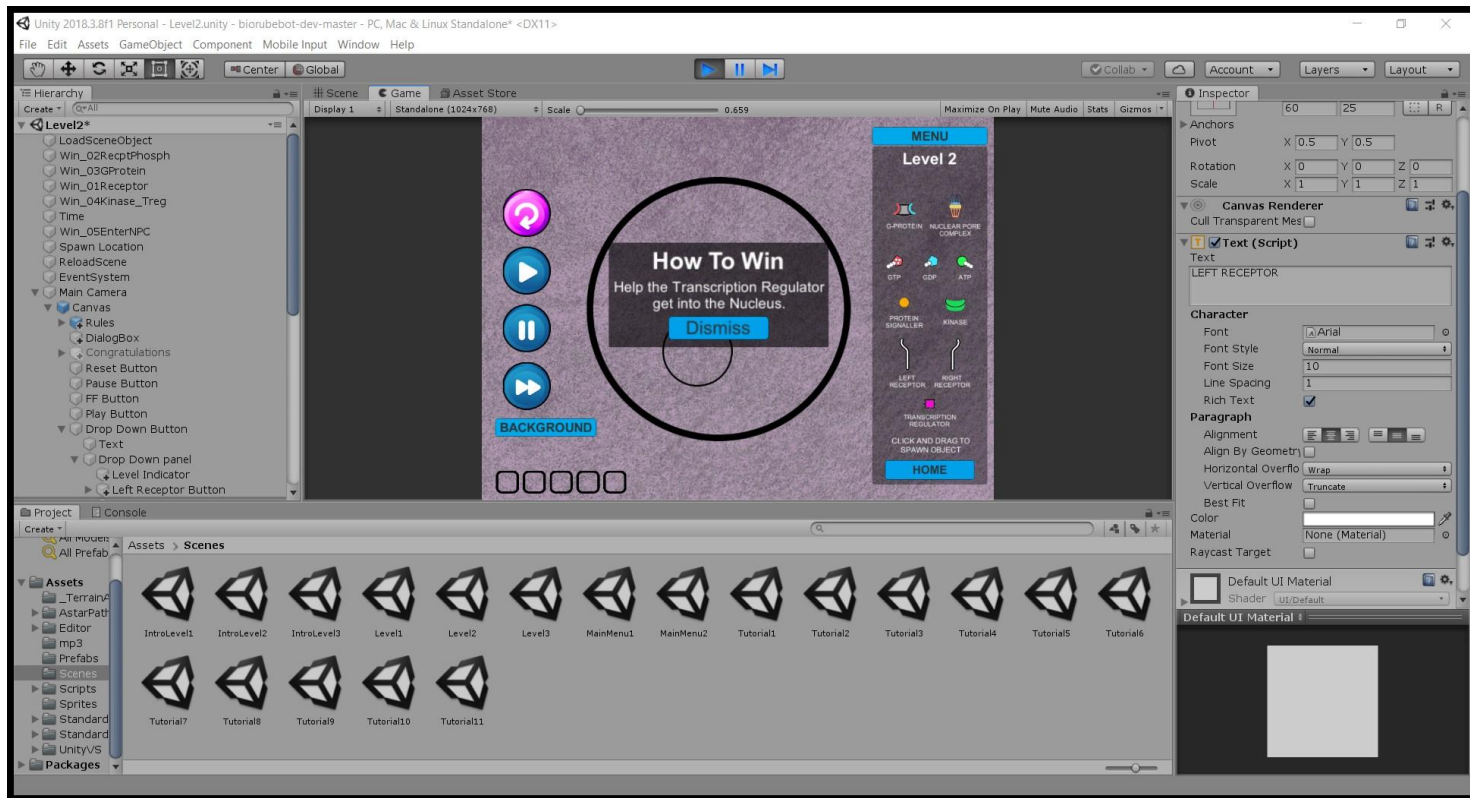 Unity 2018.3.8f1 Personal - Level2.unity - biorubebot-dev-master - PC, Mac & Linux Standalone* <DX11>
File Edit Assets GameObject Component Mobile Input Window Help
Center Global Collab Account Layers Layout
Hierarchy
Create All
Level2*
LoadSceneObject
Win_02RecptPhosph
Win_03GProtein
Win_01Receptor
Win_04Kinase_Treg
Time
Win_05EnterNPC
Spawn Location
ReloadScene
EventSystem
Main Camera
Canvas
Rules
DialogBox
Congratulations
Reset Button
Pause Button
FF Button
Play Button
Drop Down Button
Text
Drop Down panel
Level Indicator
Left Receptor Button
Scene Game Asset Store
Display 1 Standalone (1024x768) Scale 0.659 Maximize On Play Mute Audio Stats Gizmos
How To Win
Help the Transcription Regulator
get into the Nucleus.
Dismiss
BACKGROUND
MENU
Level 2
G-PROTEIN NUCLEAR PORE
COMPLEX
GTP GDP ATP
PROTEIN
SIGNALLER KINASE
LEFT RIGHT
RECEPTOR RECEPTOR
TRANSCRIPTION
REGULATOR
CLICK AND DRAG TO
SPAWN OBJECT
HOME
Inspector
60 25 R
Anchors
Pivot X 0.5 Y 0.5
Rotation X 0 Y 0 Z 0
Scale X 1 Y 1 Z 1
Canvas Renderer
Cull Transparent Mes
Text (Script)
Text
LEFT RECEPTOR
Character
Font Arial
Font Style Normal
Font Size 10
Line Spacing 1
Rich Text
Paragraph
Alignment
Align By Geometry
Horizontal Overflo Wrap
Vertical Overflow Truncate
Best Fit
Color
Material None (Material)
Raycast Target
Default UI Material
Shader UI/Default
Default UI Material
Project Console
Create
All Models
All Prefab
Assets
_TerrainA
AstarPath
Editor
mp3
Prefabs
Scenes
Scripts
Sprites
Standard
Standard
UnityVS
Packages
Assets > Scenes
IntroLevel1 IntroLevel2 IntroLevel3 Level1 Level2 Level3 MainMenu1 MainMenu2 Tutorial1 Tutorial2 Tutorial3 Tutorial4 Tutorial5 Tutorial6
Tutorial7 Tutorial8 Tutorial9 Tutorial10 Tutorial11